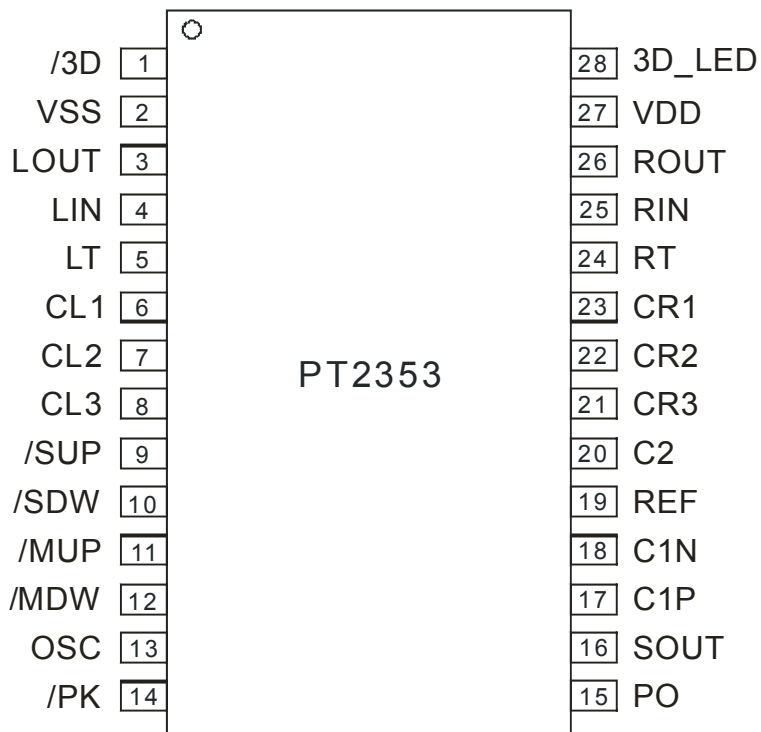 /3D 1 28 3D_LED
VSS 2 27 VDD
LOUT 3 26 ROUT
LIN 4 25 RIN
LT 5 24 RT
CL1 6 23 CR1
CL2 7 22 CR2
PT2353
CL3 8 21 CR3
/SUP 9 20 C2
/SDW 10 19 REF
/MUP 11 18 C1N
/MDW 12 17 C1P
OSC 13 16 SOUT
/PK 14 15 PO